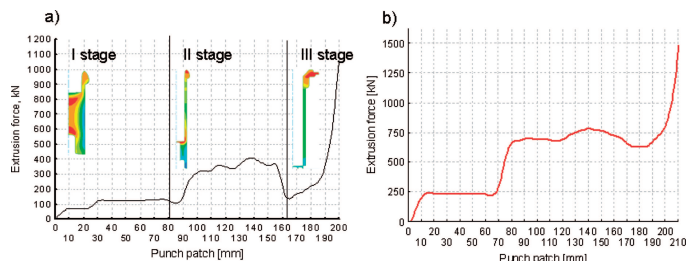 a)
b)
I stage
II stage
III stage
Extrusion force, kN
1200
1100
1000
900
800
700
600
500
400
300
200
100
0
10 30 50 70 90 110 130 150 170 190
0 20 40 60 80 100 120 140 160 180 200
Punch patch [mm]
Extrusion force [kN]
1500
1250
1000
750
500
250
0
10 30 50 70 90 110 130 150 170 190 210
0 20 40 60 80 100 120 140 160 180 200
Punch patch [mm]